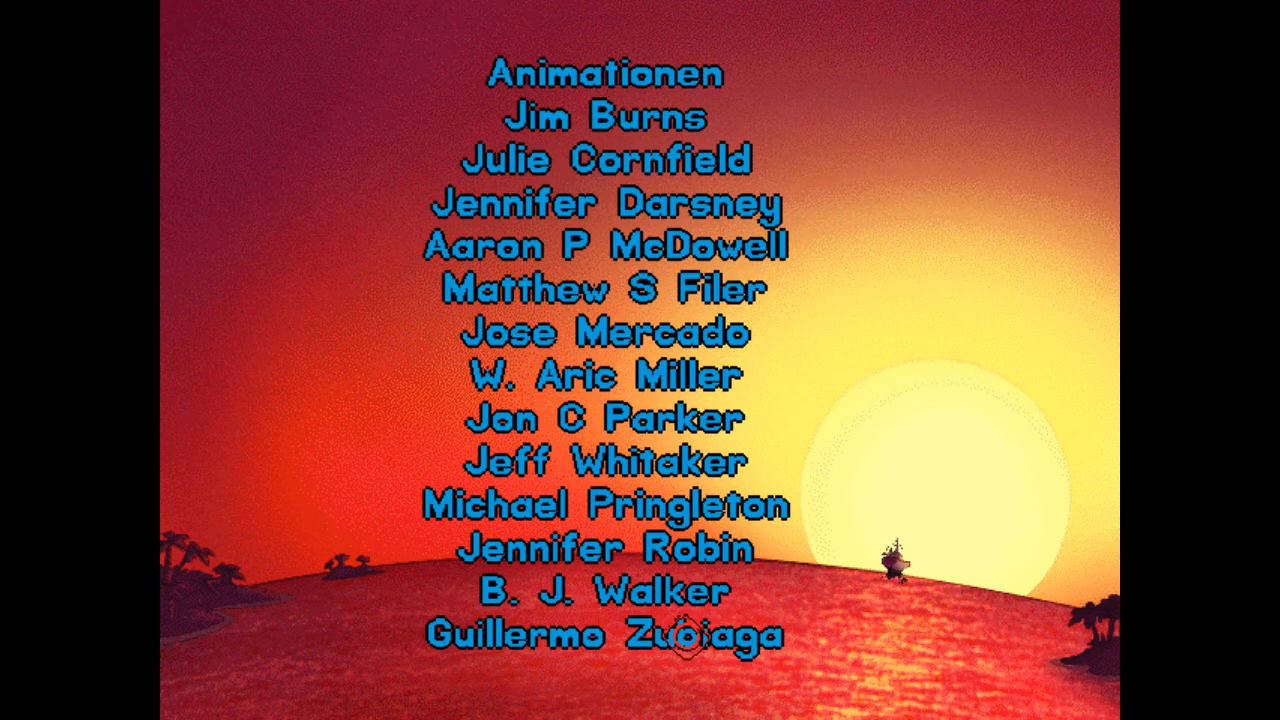 Animationen
Jim Burns
Julie Cornfield
Jennifer Darsney
Aaron P McDowell
Matthew S Filer
Jose Mercado
W. Aric Miller
Jon C Parker
Jeff Whitaker
Michael Pringleton
Jennifer Robin
B. J. Walker
Guillermo